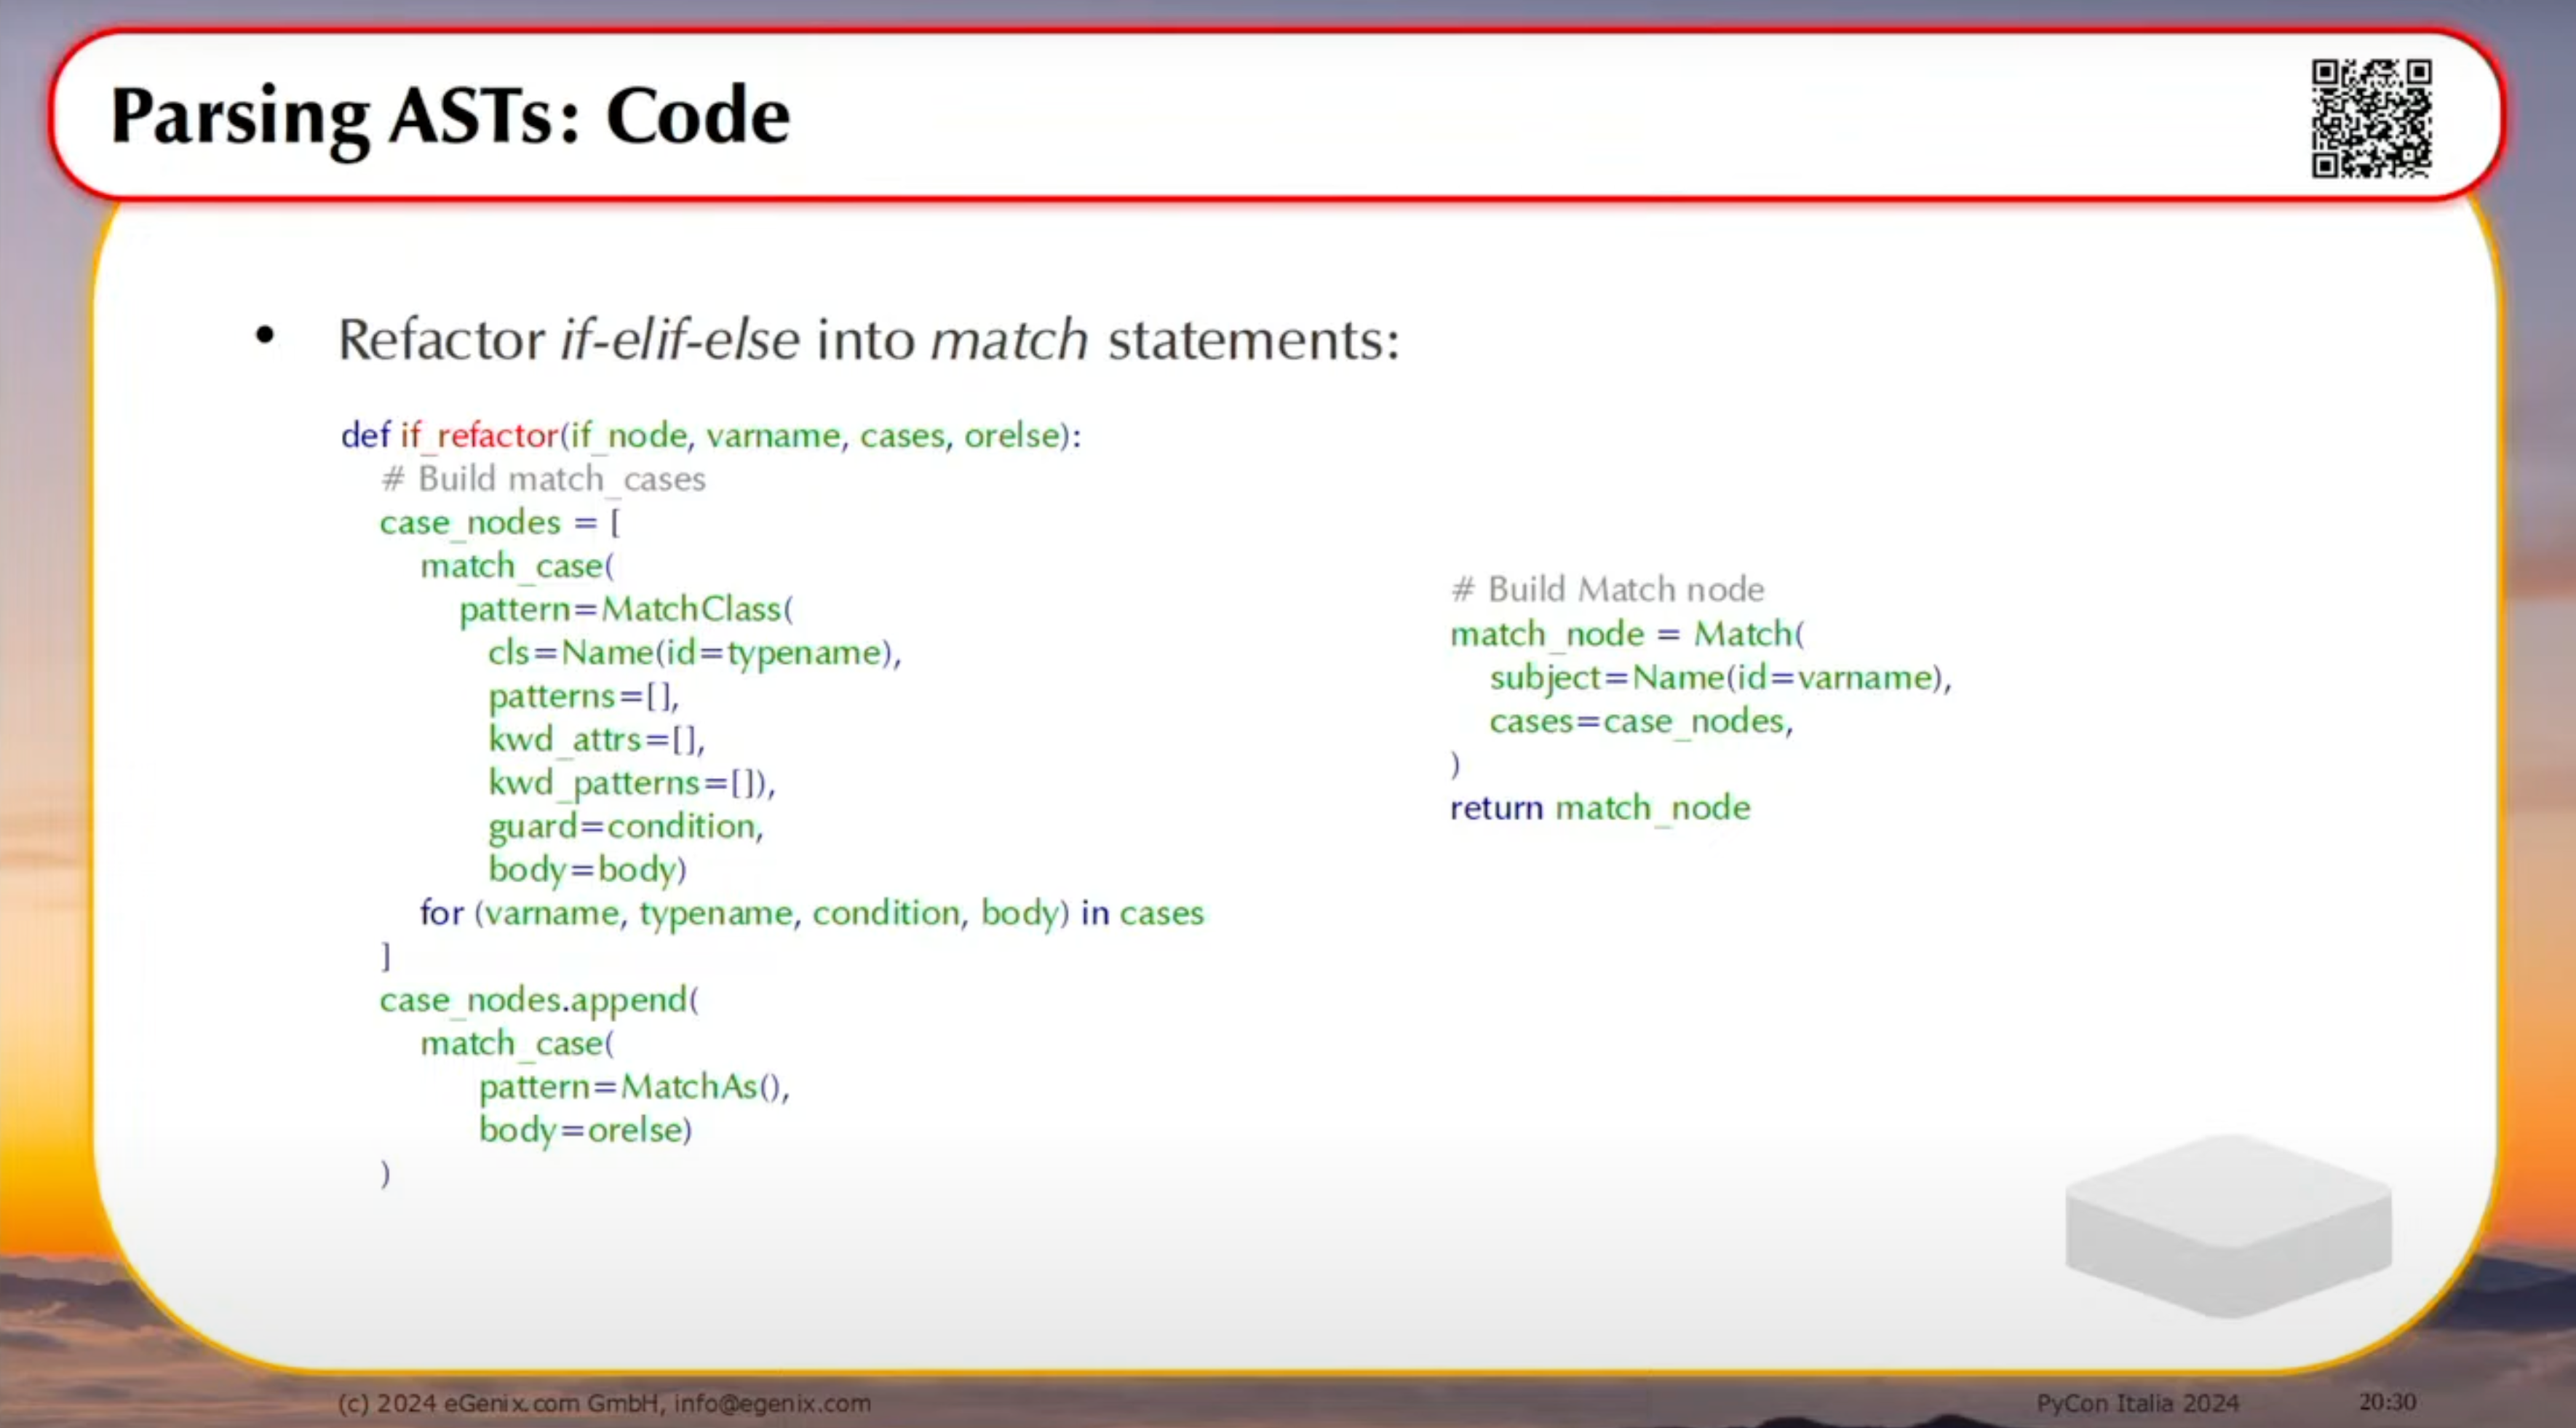 Parsing ASTs: Code
• Refactor if-elif-else into match statements:
def if_refactor(if_node, varname, cases, orelse):
# Build match_cases
case_nodes = [
match_case(
pattern=MatchClass(
cls=Name(id=typename),
patterns=[],
kwd_attrs=[],
kwd_patterns=[]),
guard=condition,
body=body)
for (varname, typename, condition, body) in cases
]
case_nodes.append(
match_case(
pattern=MatchAs(),
body=orelse)
)
# Build Match node
match_node = Match(
subject=Name(id=varname),
cases=case_nodes,
)
return match_node
(c) 2024 eGenix.com GmbH, info@egenix.com
PyCon Italia 2024
20:30